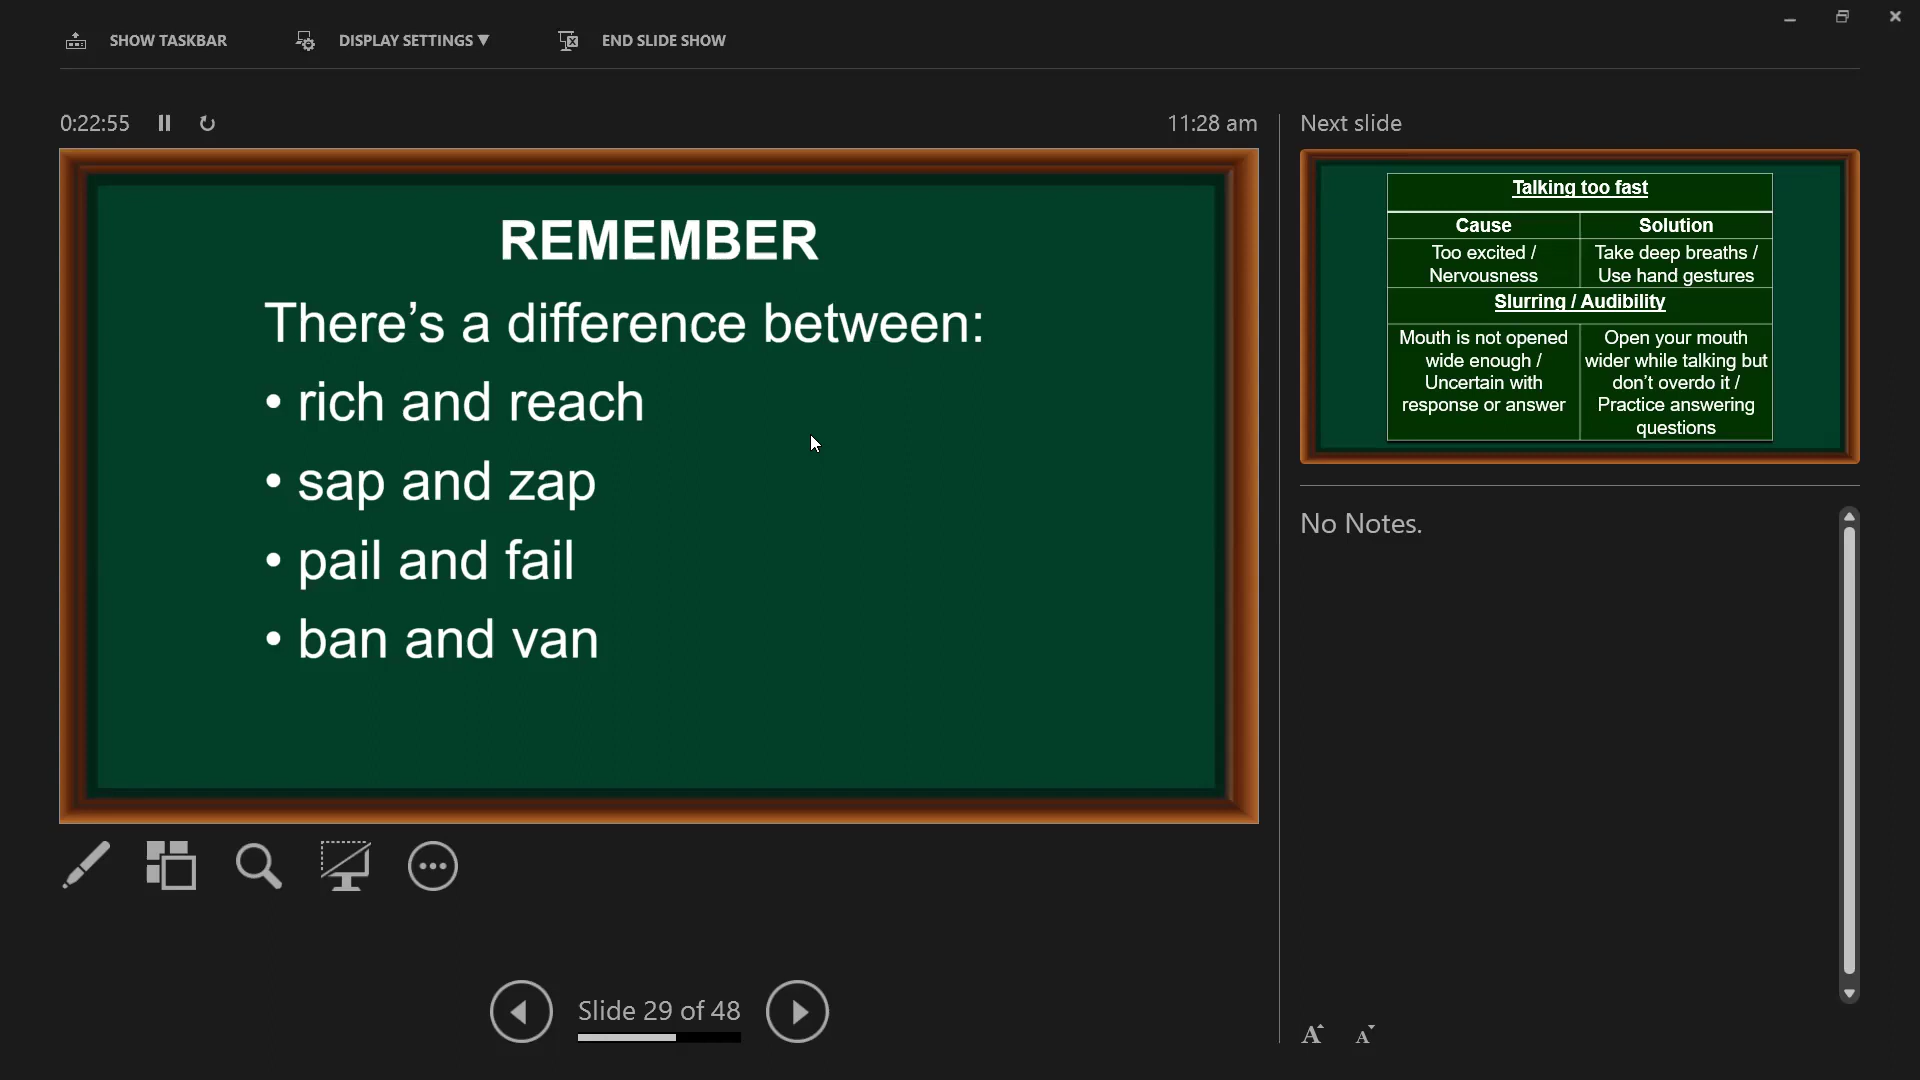 SHOW TASKBAR
DISPLAY SETTINGS ▼
END SLIDE SHOW
0:22:55
11:28 am
REMEMBER
There’s a difference between:
• rich and reach
• sap and zap
• pail and fail
• ban and van
Slide 29 of 48
Next slide
Talking too fast
Cause
Solution
Too excited /
Nervousness
Take deep breaths /
Use hand gestures
Slurring / Audibility
Mouth is not opened
wide enough /
Uncertain with
response or answer
Open your mouth
wider while talking but
don’t overdo it /
Practice answering
questions
No Notes.
A A